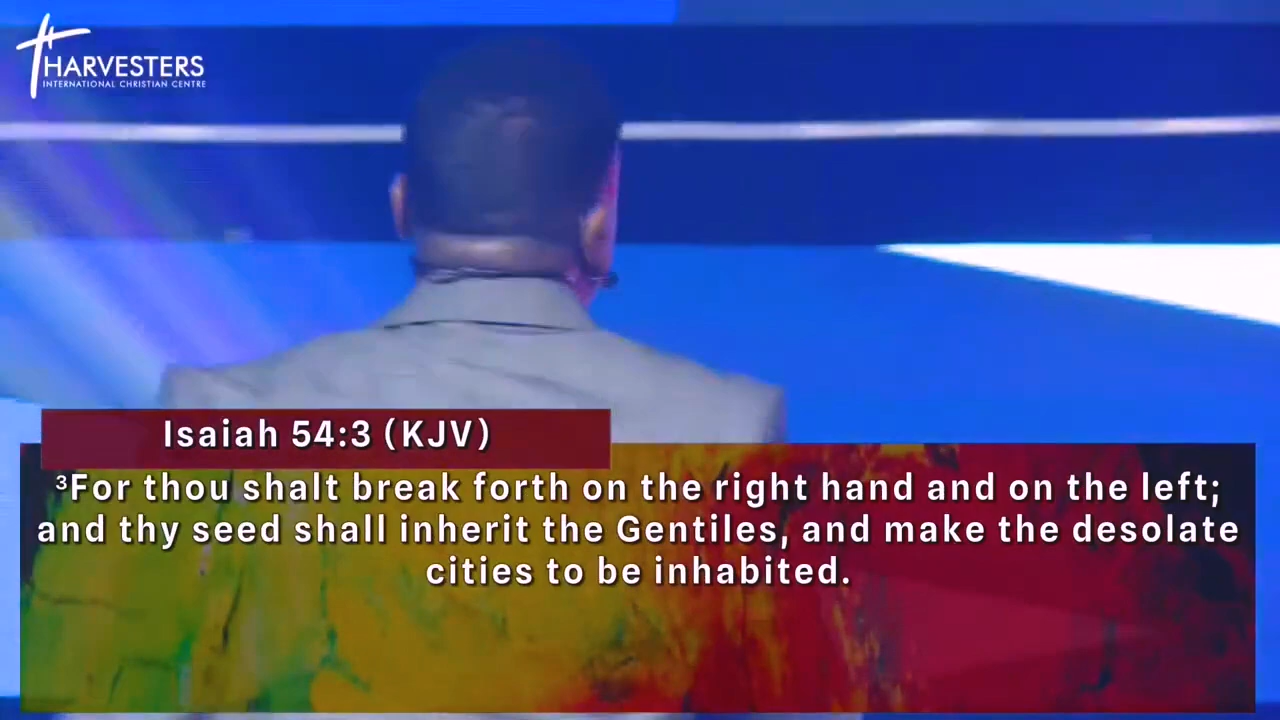 HARVESTERS
INTERNATIONAL CHRISTIAN CENTRE
Isaiah 54:3 (KJV)
³For thou shalt break forth on the right hand and on the left;
and thy seed shall inherit the Gentiles, and make the desolate
cities to be inhabited.